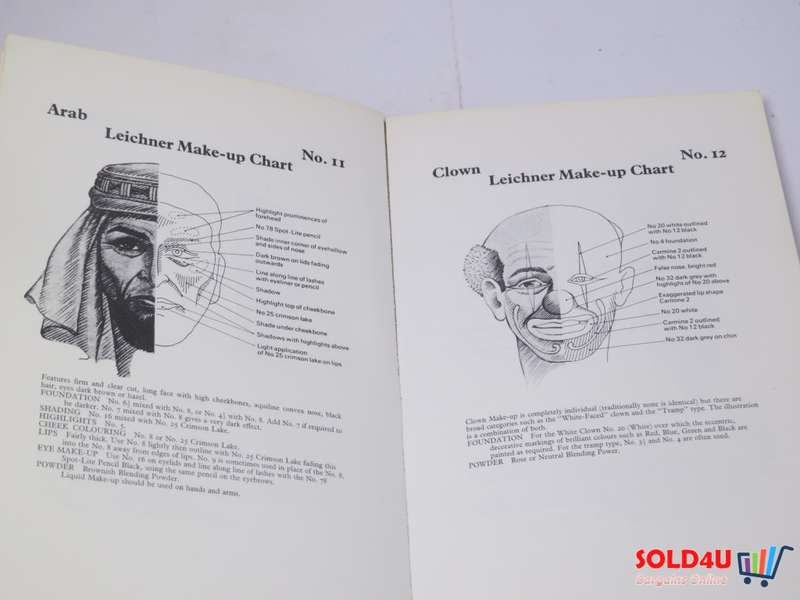 Arab
Leichner Make-up Chart
No. 11
Highlight prominences of
forehead
No 78 Spot-Lite pencil
Shade inner corner of eyehollow
and sides of nose
Dark brown on lids fading
outwards
Line along line of lashes
with eyeliner or pencil
Shadow
Highlight top of cheekbone
No 25 crimson lake
Shade under cheekbone
Shadows with highlights above
Light application
of No 25 crimson lake on lips
Features firm and clear cut, long face with high cheekbones, aquiline convex nose, black
hair, eyes dark brown or hazel.
FOUNDATION No. 6½ mixed with No. 8, or No. 4½ with No. 8. Add No. 7 if required to
be darker. No. 7 mixed with No. 8 gives a very dark effect.
SHADING No. 16 mixed with No. 25 Crimson Lake.
HIGHLIGHTS No. 5.
CHEEK COLOURING No. 8 or No. 25 Crimson Lake.
LIPS Fairly thick. Use No. 8 lightly then outline with No. 25 Crimson Lake fading this
into the No. 8 away from edges of lips. No. 9 is sometimes used in place of the No. 8.
EYE MAKE-UP Use No. 16 on eyelids and line along line of lashes with the No. 78
Spot-Lite Pencil Black, using the same pencil on the eyebrows.
POWDER Brownish Blending Powder.
Liquid Make-up should be used on hands and arms.
Clown
Leichner Make-up Chart
No. 12
No 20 white outlined
with No 12 black
No 4 foundation
Carmine 2 outlined
with No 12 black
False nose, bright red
No 32 dark grey with
highlight of No 20 above
Exaggerated lip shape
Carmine 2
No 20 white
Carmine 2 outlined
with No 12 black
No 32 dark grey on chin
Clown Make-up is completely individual (traditionally none is identical) but there are
broad categories such as the "White-Faced" clown and the "Tramp" type. The illustration
is a combination of both.
FOUNDATION For the White Clown No. 20 (White) over which the eccentric,
decorative markings of brilliant colours such as Red, Blue, Green and Black are
painted as required. For the tramp type, No. 3½ and No. 4 are often used.
POWDER Rose or Neutral Blending Powder.
SOLD4U
Bargains Online